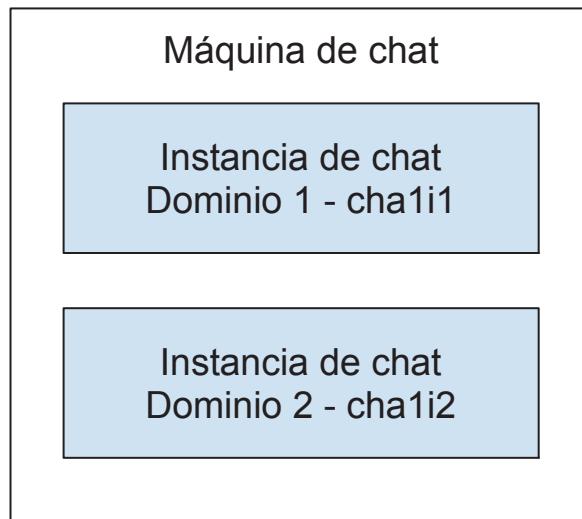 Máquina de chat
Instancia de chat
Dominio 1 - cha1i1
Instancia de chat
Dominio 2 - cha1i2